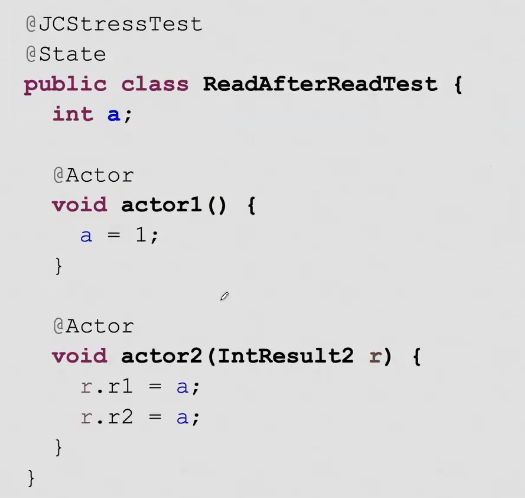 @JCStressTest
@State
public class ReadAfterReadTest {
int a;
@Actor
void actor1() {
a = 1;
}
@Actor
void actor2(IntResult2 r) {
r.r1 = a;
r.r2 = a;
}
}